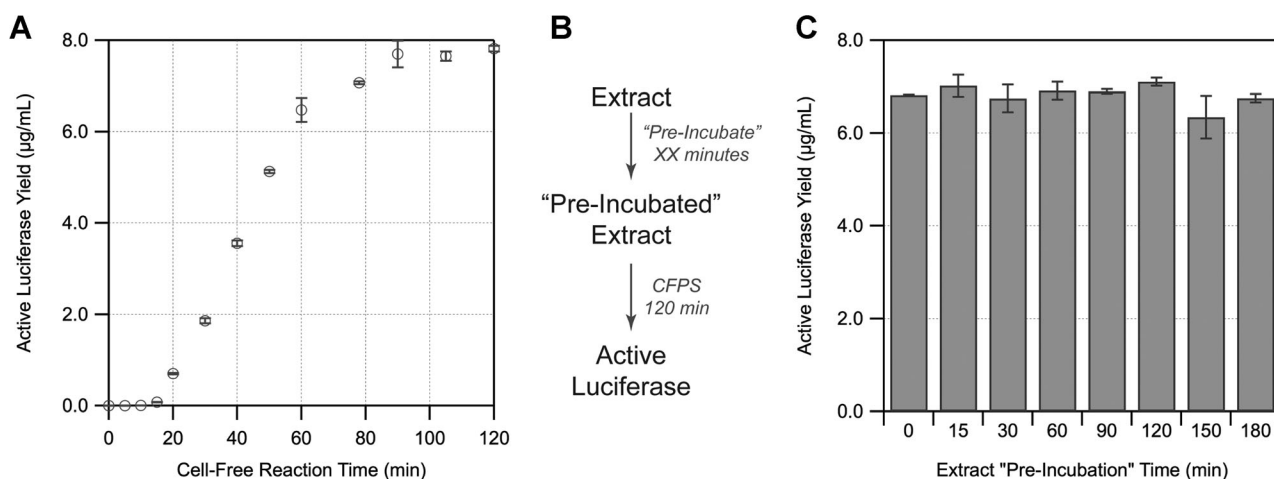 A
Active Luciferase Yield (µg/mL)
8.0
6.0
4.0
2.0
0.0
0 20 40 60 80 100 120
Cell-Free Reaction Time (min)
B
Extract
“Pre-Incubate”
XX minutes
“Pre-Incubated”
Extract
CFPS
120 min
Active
Luciferase
C
Active Luciferase Yield (µg/mL)
8.0
6.0
4.0
2.0
0.0
0 15 30 60 90 120 150 180
Extract "Pre-Incubation" Time (min)